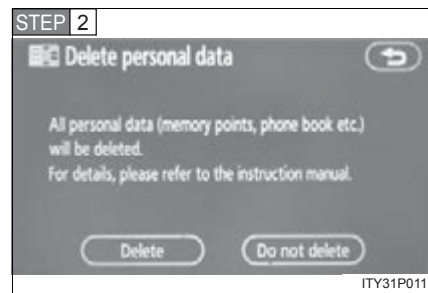 STEP 2
Delete personal data
All personal data (memory points, phone book etc.)
will be deleted.
For details, please refer to the instruction manual.
Delete
Do not delete
ITY31P011